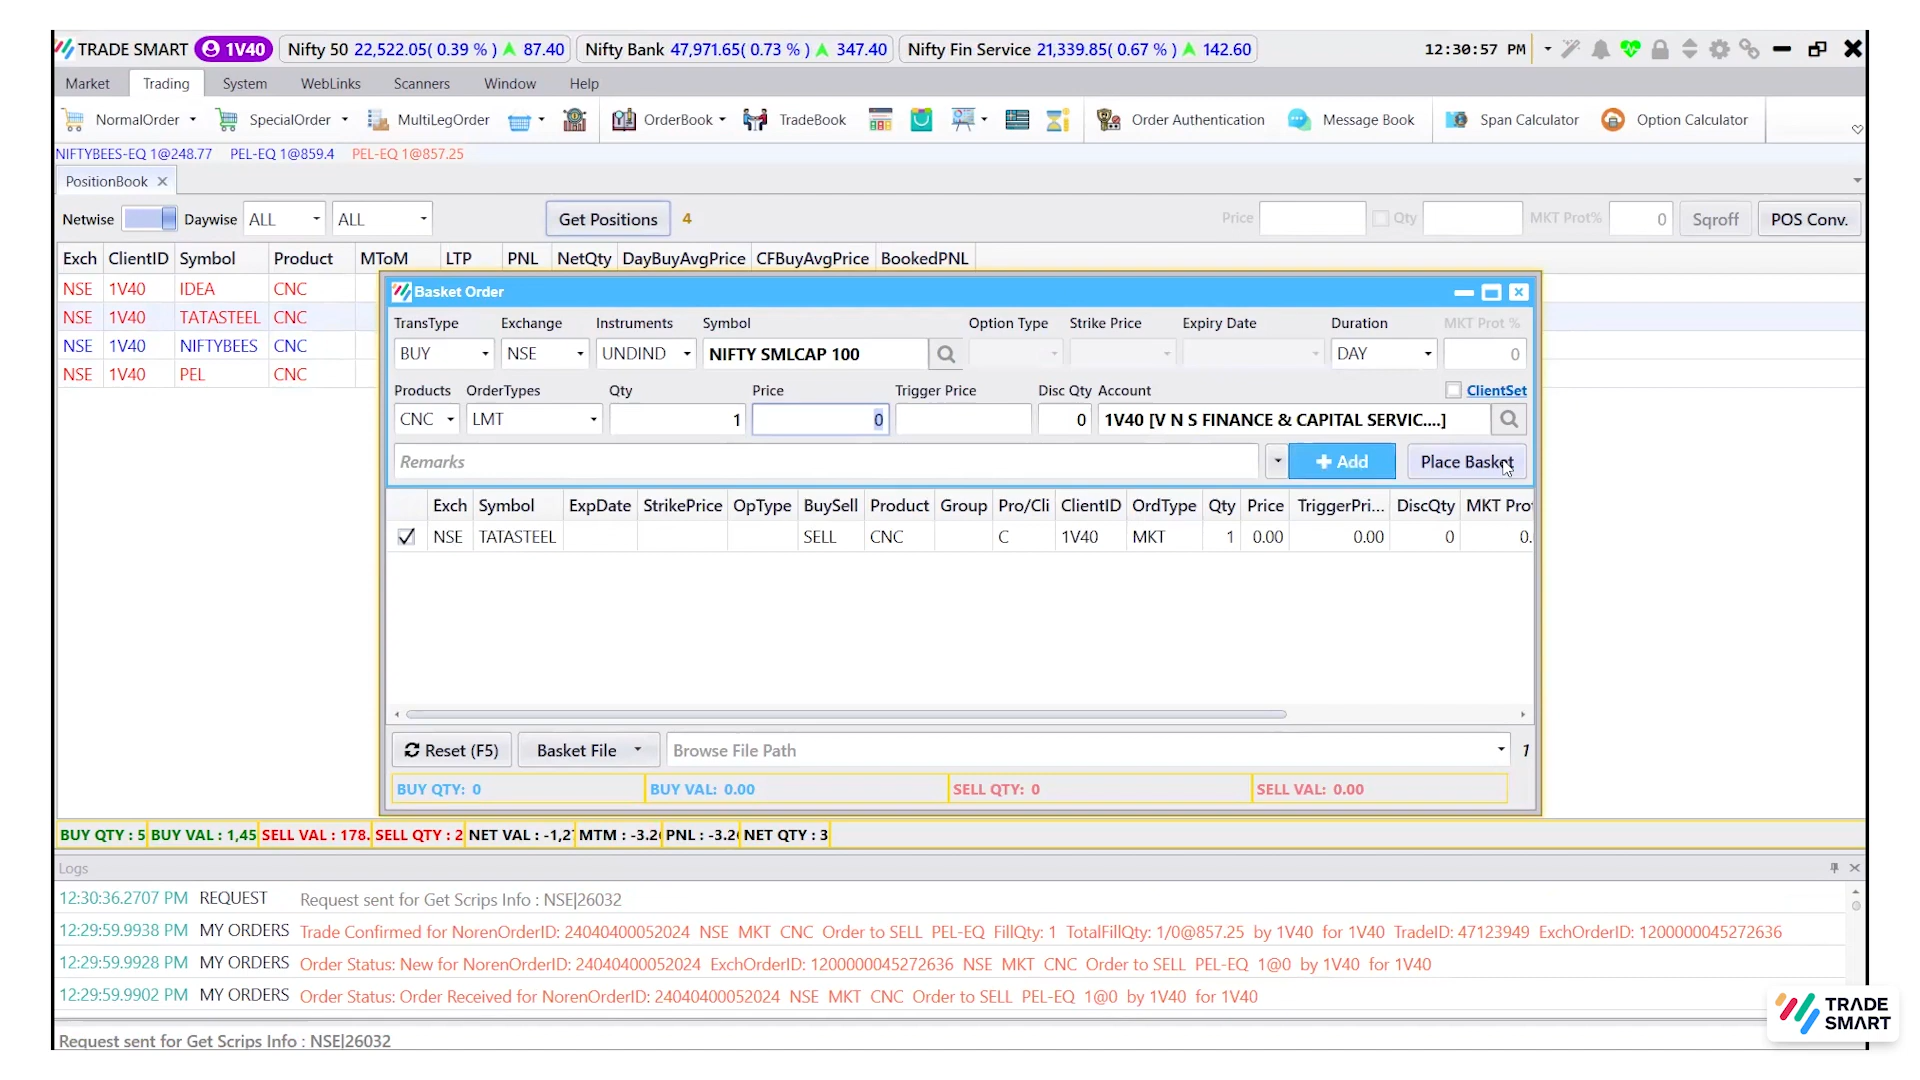 TRADE SMART 1V40 Nifty 50 22,522.05( 0.39 % ) 87.40 Nifty Bank 47,971.65( 0.73 % ) 347.40 Nifty Fin Service 21,339.85( 0.67 % ) 142.60 12:30:57 PM
Market Trading System WebLinks Scanners Window Help
NormalOrder SpecialOrder MultiLegOrder OrderBook TradeBook Order Authentication Message Book Span Calculator Option Calculator
NIFTYBEES-EQ 1@248.77 PEL-EQ 1@859.4 PEL-EQ 1@857.25
PositionBook
Netwise Daywise ALL ALL Get Positions 4 Price Qty MKT Prot% 0 Sqroff POS Conv.
Exch ClientID Symbol Product MToM LTP PNL NetQty DayBuyAvgPrice CFBuyAvgPrice BookedPNL
NSE 1V40 IDEA CNC
NSE 1V40 TATASTEEL CNC
NSE 1V40 NIFTYBEES CNC
NSE 1V40 PEL CNC
Basket Order
TransType Exchange Instruments Symbol Option Type Strike Price Expiry Date Duration MKT Prot %
BUY NSE UNDIND NIFTY SMLCAP 100 DAY 0
Products OrderTypes Qty Price Trigger Price Disc Qty Account ClientSet
CNC LMT 1 0 0 1V40 [V N S FINANCE & CAPITAL SERVIC....]
Remarks + Add Place Basket
Exch Symbol ExpDate StrikePrice OpType BuySell Product Group Pro/Cli ClientID OrdType Qty Price TriggerPri... DiscQty MKT Pro
NSE TATASTEEL SELL CNC C 1V40 MKT 1 0.00 0.00 0 0.
Reset (F5) Basket File Browse File Path 1
BUY QTY: 0 BUY VAL: 0.00 SELL QTY: 0 SELL VAL: 0.00
BUY QTY : 5 BUY VAL : 1,45 SELL VAL : 178. SELL QTY : 2 NET VAL : -1,2 MTM : -3.2 PNL : -3.2 NET QTY : 3
Logs
12:30:36.2707 PM REQUEST Request sent for Get Scrips Info : NSE|26032
12:29:59.9938 PM MY ORDERS Trade Confirmed for NorenOrderID: 24040400052024 NSE MKT CNC Order to SELL PEL-EQ FillQty: 1 TotalFillQty: 1/0@857.25 by 1V40 for 1V40 TradeID: 47123949 ExchOrderID: 1200000045272636
12:29:59.9928 PM MY ORDERS Order Status: New for NorenOrderID: 24040400052024 ExchOrderID: 1200000045272636 NSE MKT CNC Order to SELL PEL-EQ 1@0 by 1V40 for 1V40
12:29:59.9902 PM MY ORDERS Order Status: Order Received for NorenOrderID: 24040400052024 NSE MKT CNC Order to SELL PEL-EQ 1@0 by 1V40 for 1V40
Request sent for Get Scrips Info : NSE|26032
TRADE
SMART